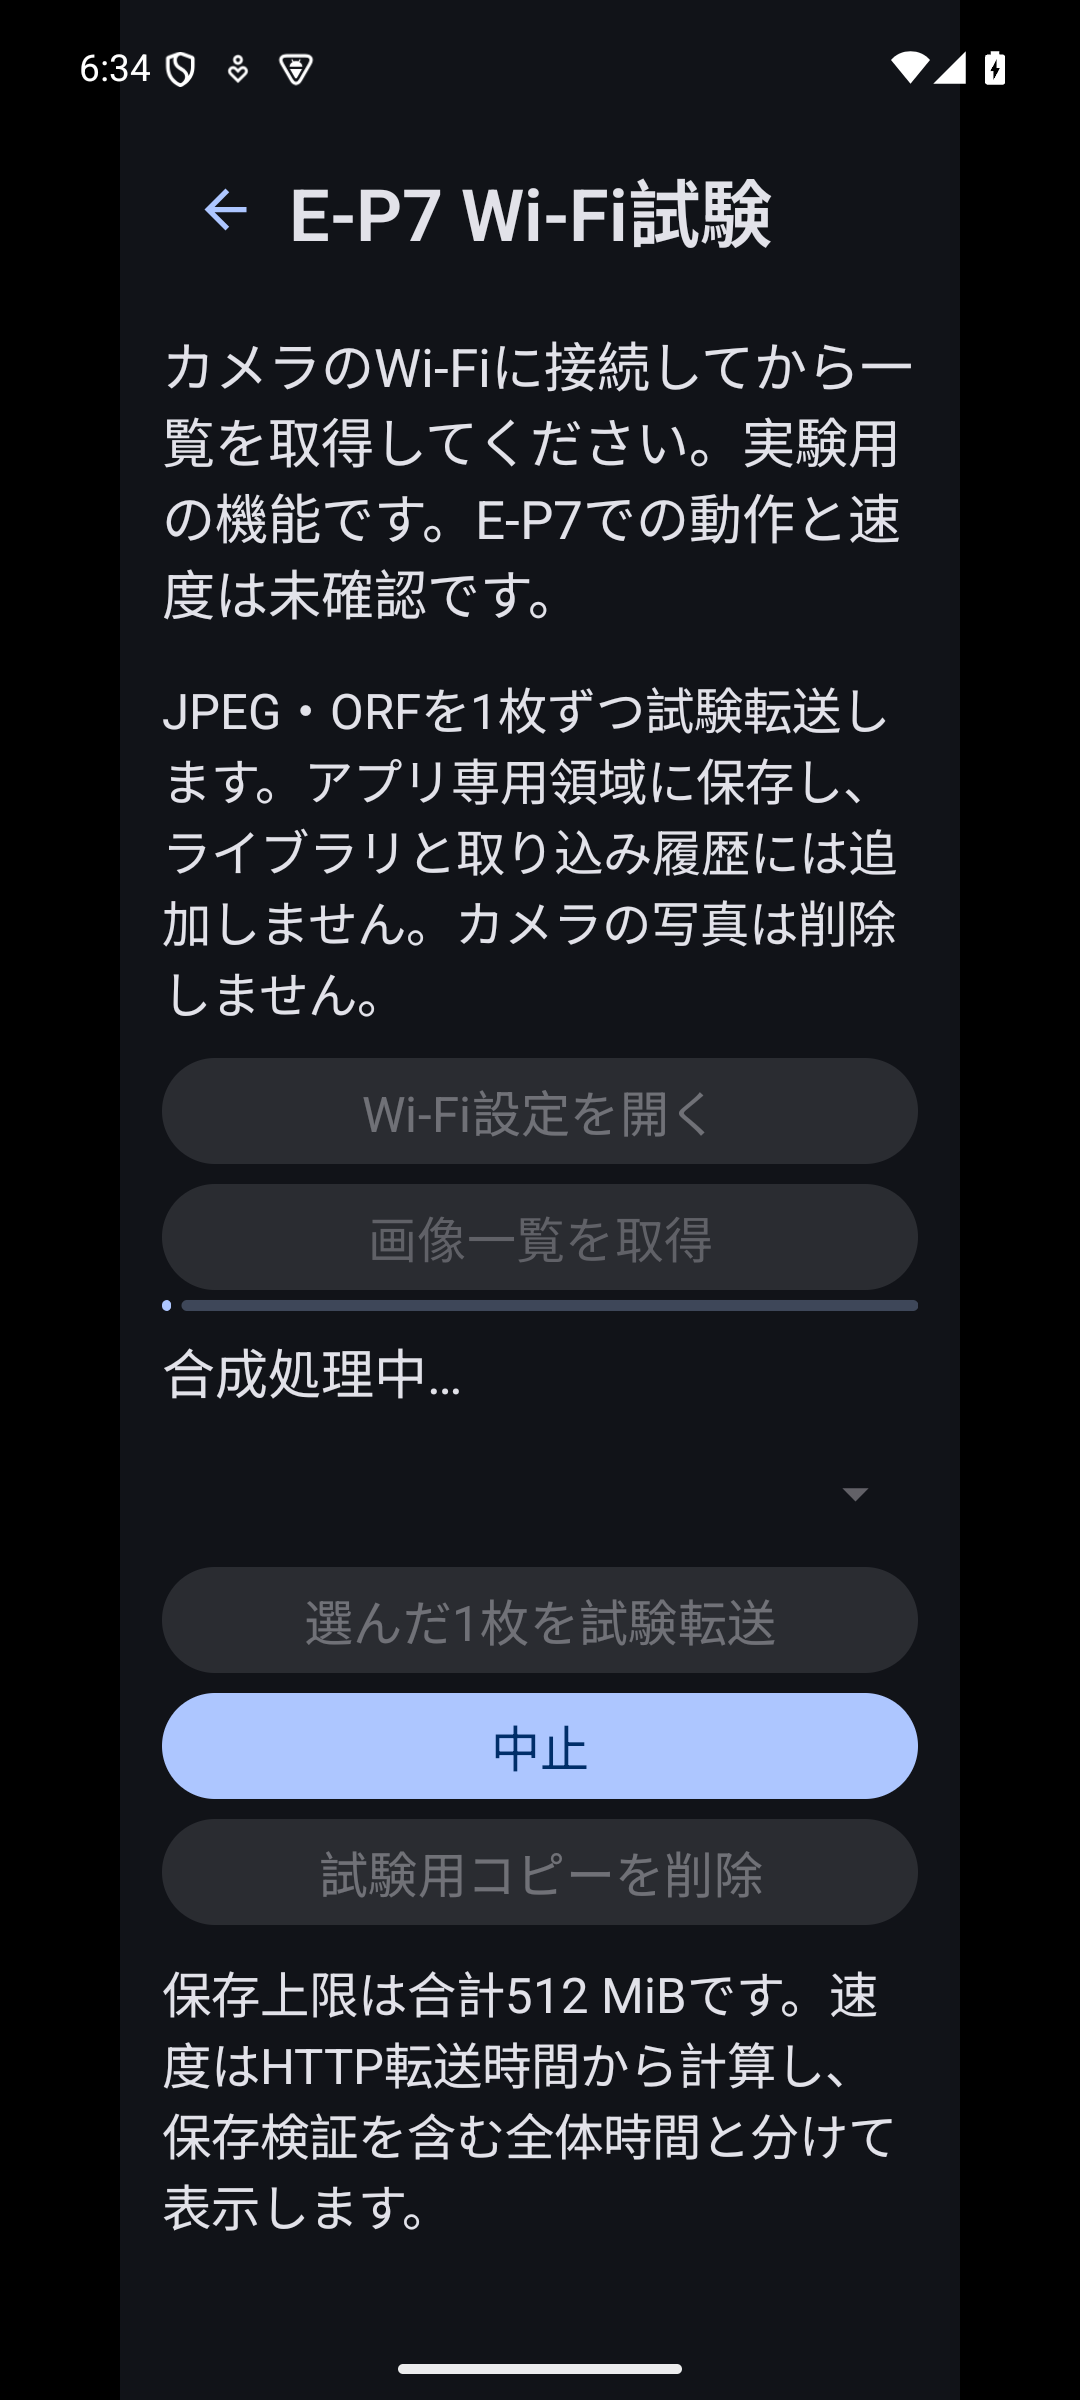 6:34
E-P7 Wi-Fi試験
カメラのWi-Fiに接続してから一
覧を取得してください。実験用
の機能です。E-P7での動作と速
度は未確認です。
JPEG・ORFを1枚ずつ試験転送し
ます。アプリ専用領域に保存し、
ライブラリと取り込み履歴には追
加しません。カメラの写真は削除
しません。
Wi-Fi設定を開く
画像一覧を取得
合成処理中…
選んだ1枚を試験転送
中止
試験用コピーを削除
保存上限は合計512 MiBです。速
度はHTTP転送時間から計算し、
保存検証を含む全体時間と分けて
表示します。